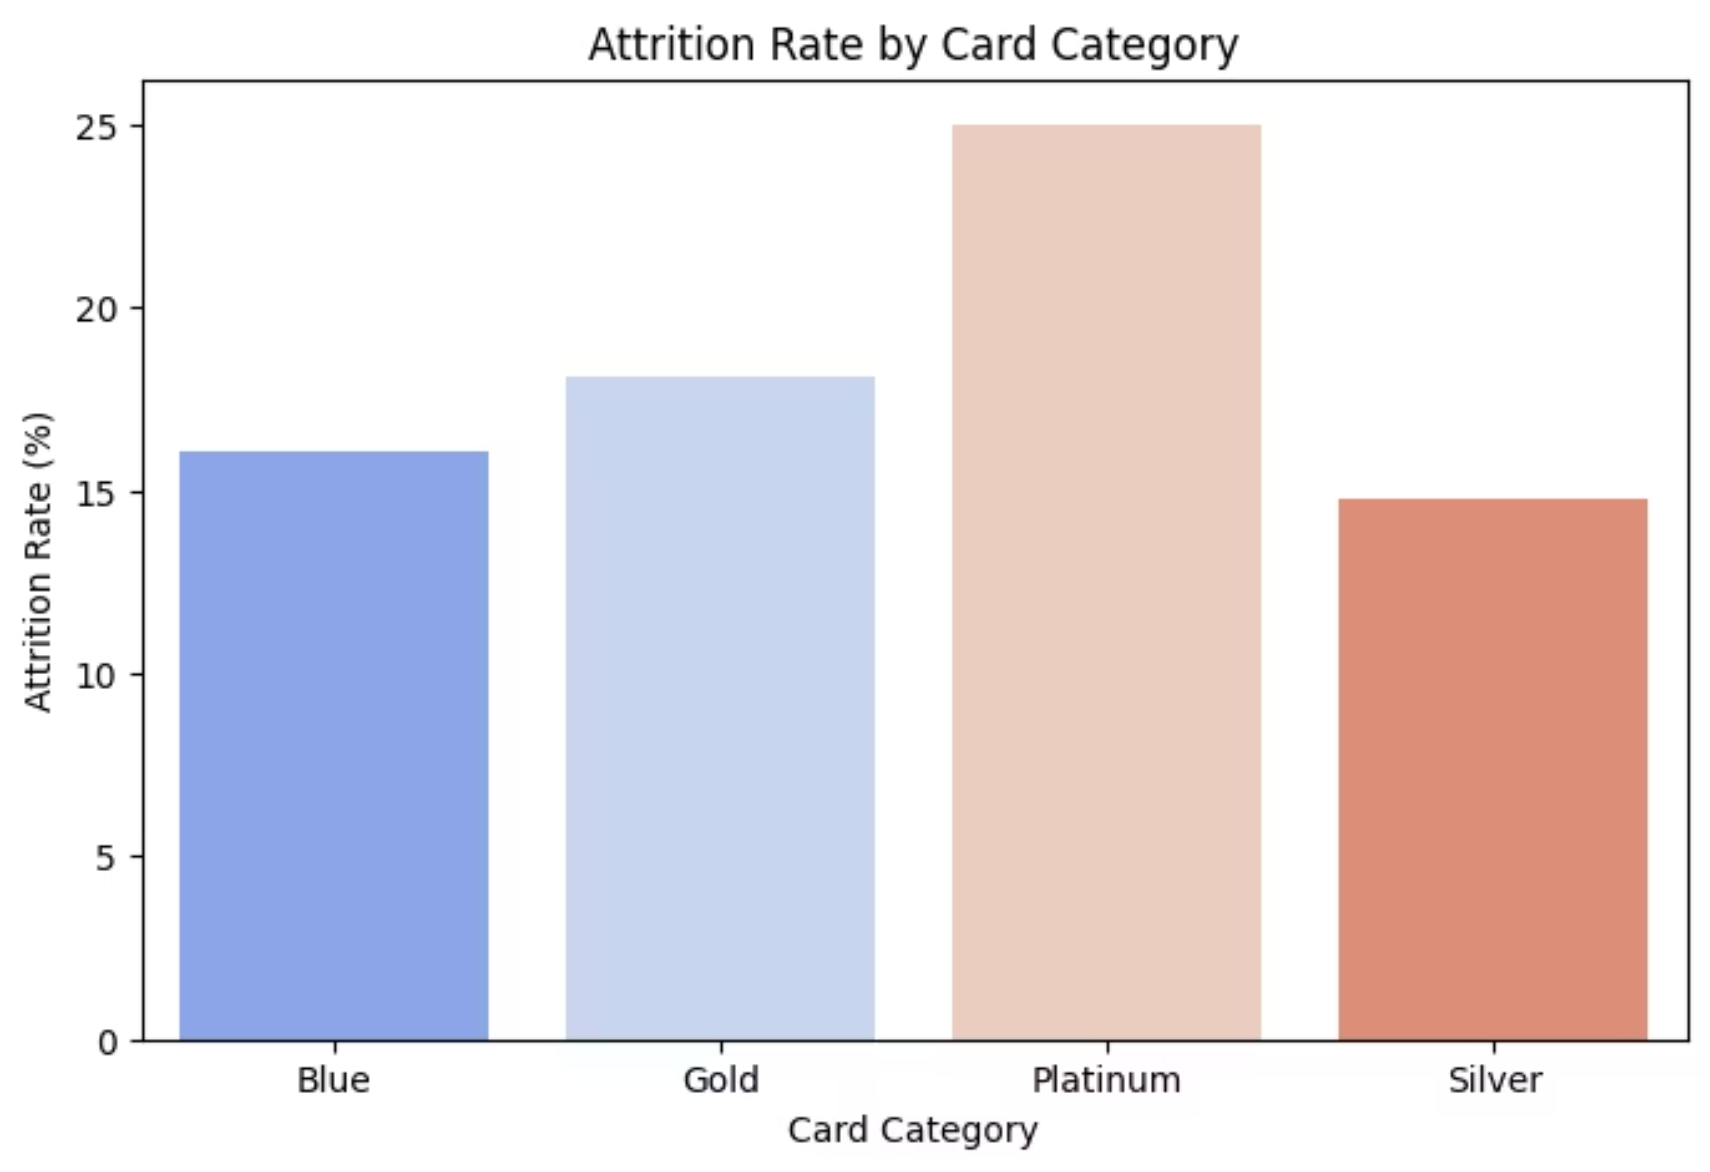 Attrition Rate by Card Category
Attrition Rate (%)
25
20
15
10
5
0
Blue
Gold
Platinum
Silver
Card Category